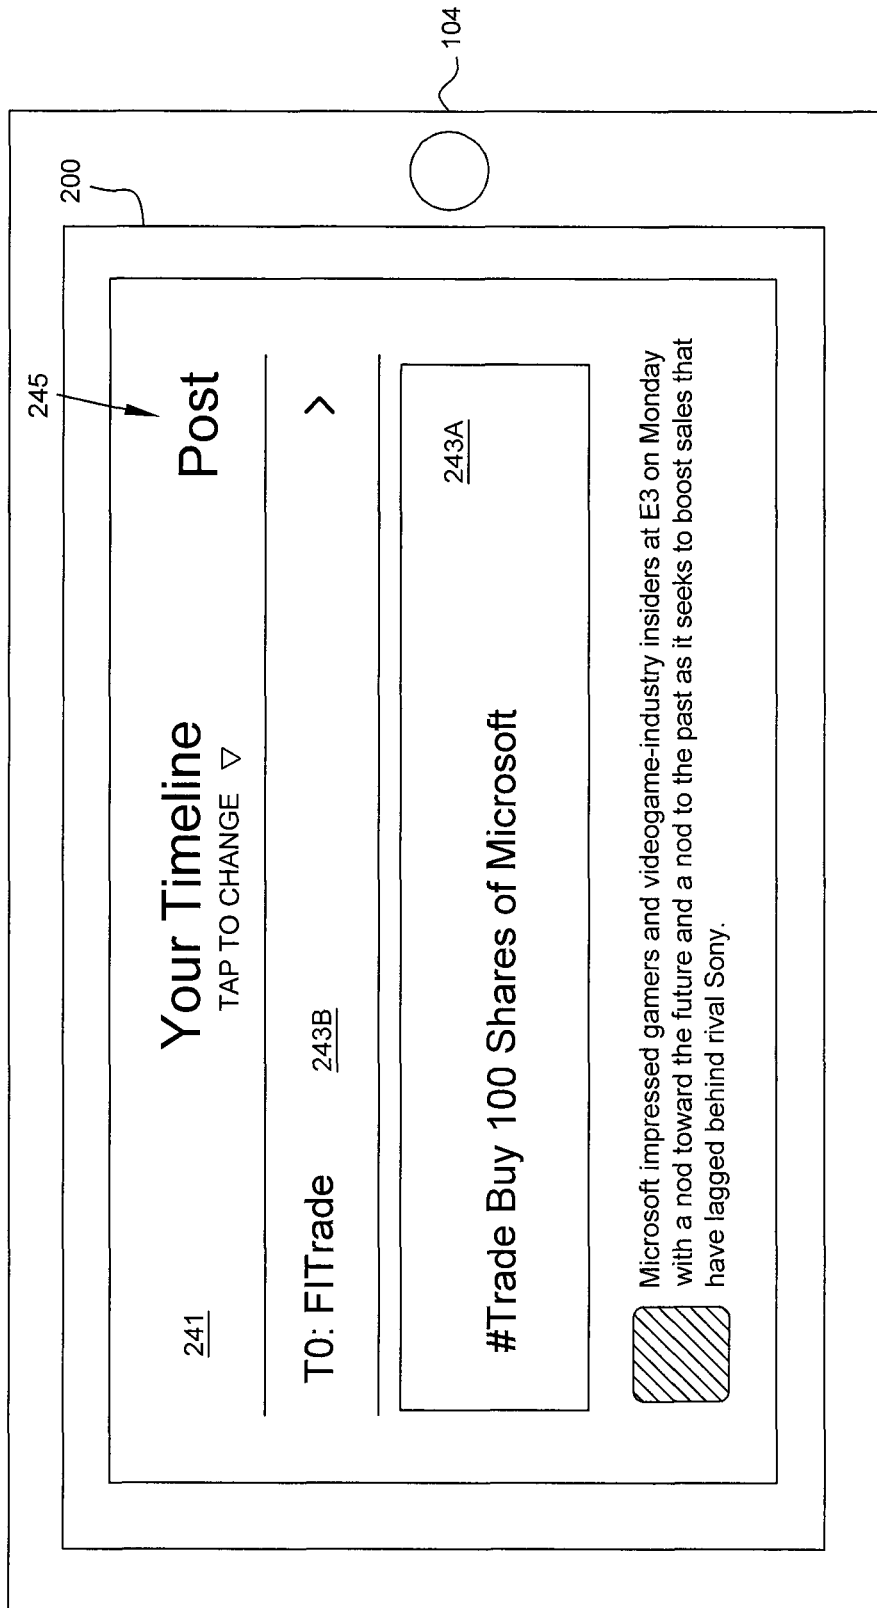 104
200
245
241
Your Timeline
Post
TAP TO CHANGE ▽
T0: FITrade
243B
>
243A
#Trade Buy 100 Shares of Microsoft
Microsoft impressed gamers and videogame-industry insiders at E3 on Monday
with a nod toward the future and a nod to the past as it seeks to boost sales that
have lagged behind rival Sony.